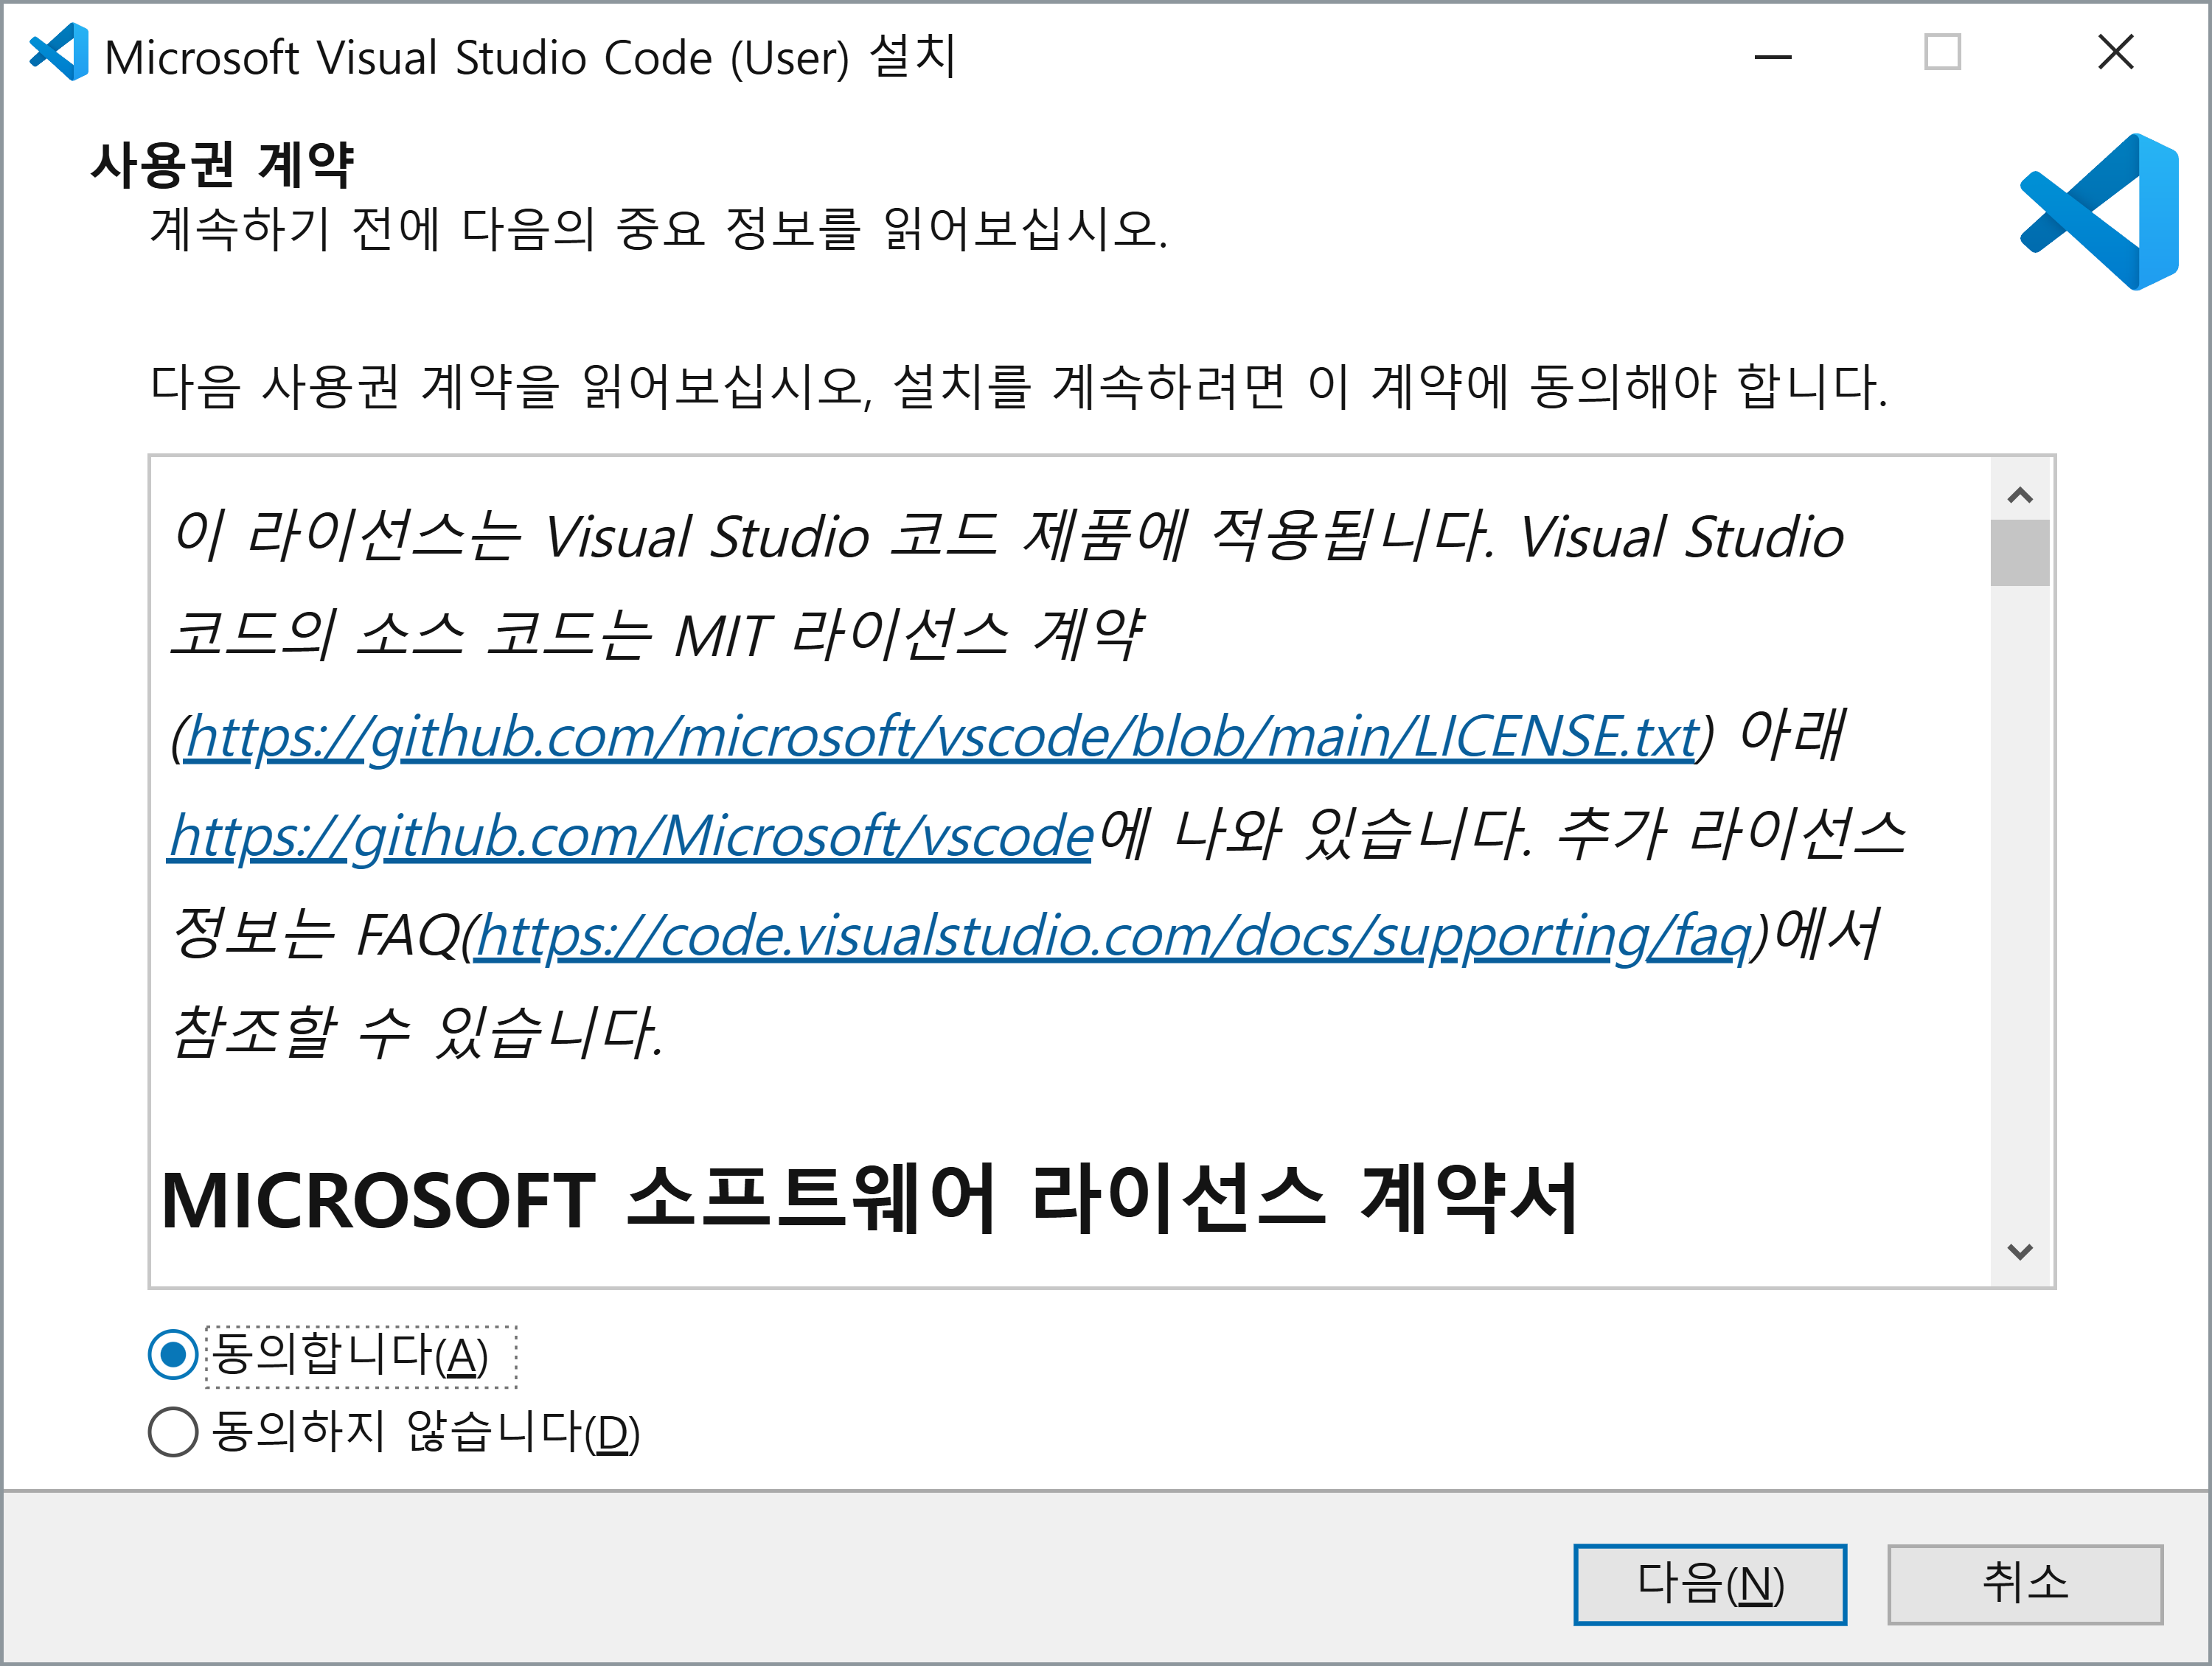 Microsoft Visual Studio Code (User) 설치
사용권 계약
계속하기 전에 다음의 중요 정보를 읽어보십시오.
다음 사용권 계약을 읽어보십시오, 설치를 계속하려면 이 계약에 동의해야 합니다.
이 라이선스는 Visual Studio 코드 제품에 적용됩니다. Visual Studio
코드의 소스 코드는 MIT 라이선스 계약
(https://github.com/microsoft/vscode/blob/main/LICENSE.txt) 아래
https://github.com/Microsoft/vscode에 나와 있습니다. 추가 라이선스
정보는 FAQ(https://code.visualstudio.com/docs/supporting/faq)에서
참조할 수 있습니다.
MICROSOFT 소프트웨어 라이선스 계약서
동의합니다(A)
동의하지 않습니다(D)
다음(N)
취소